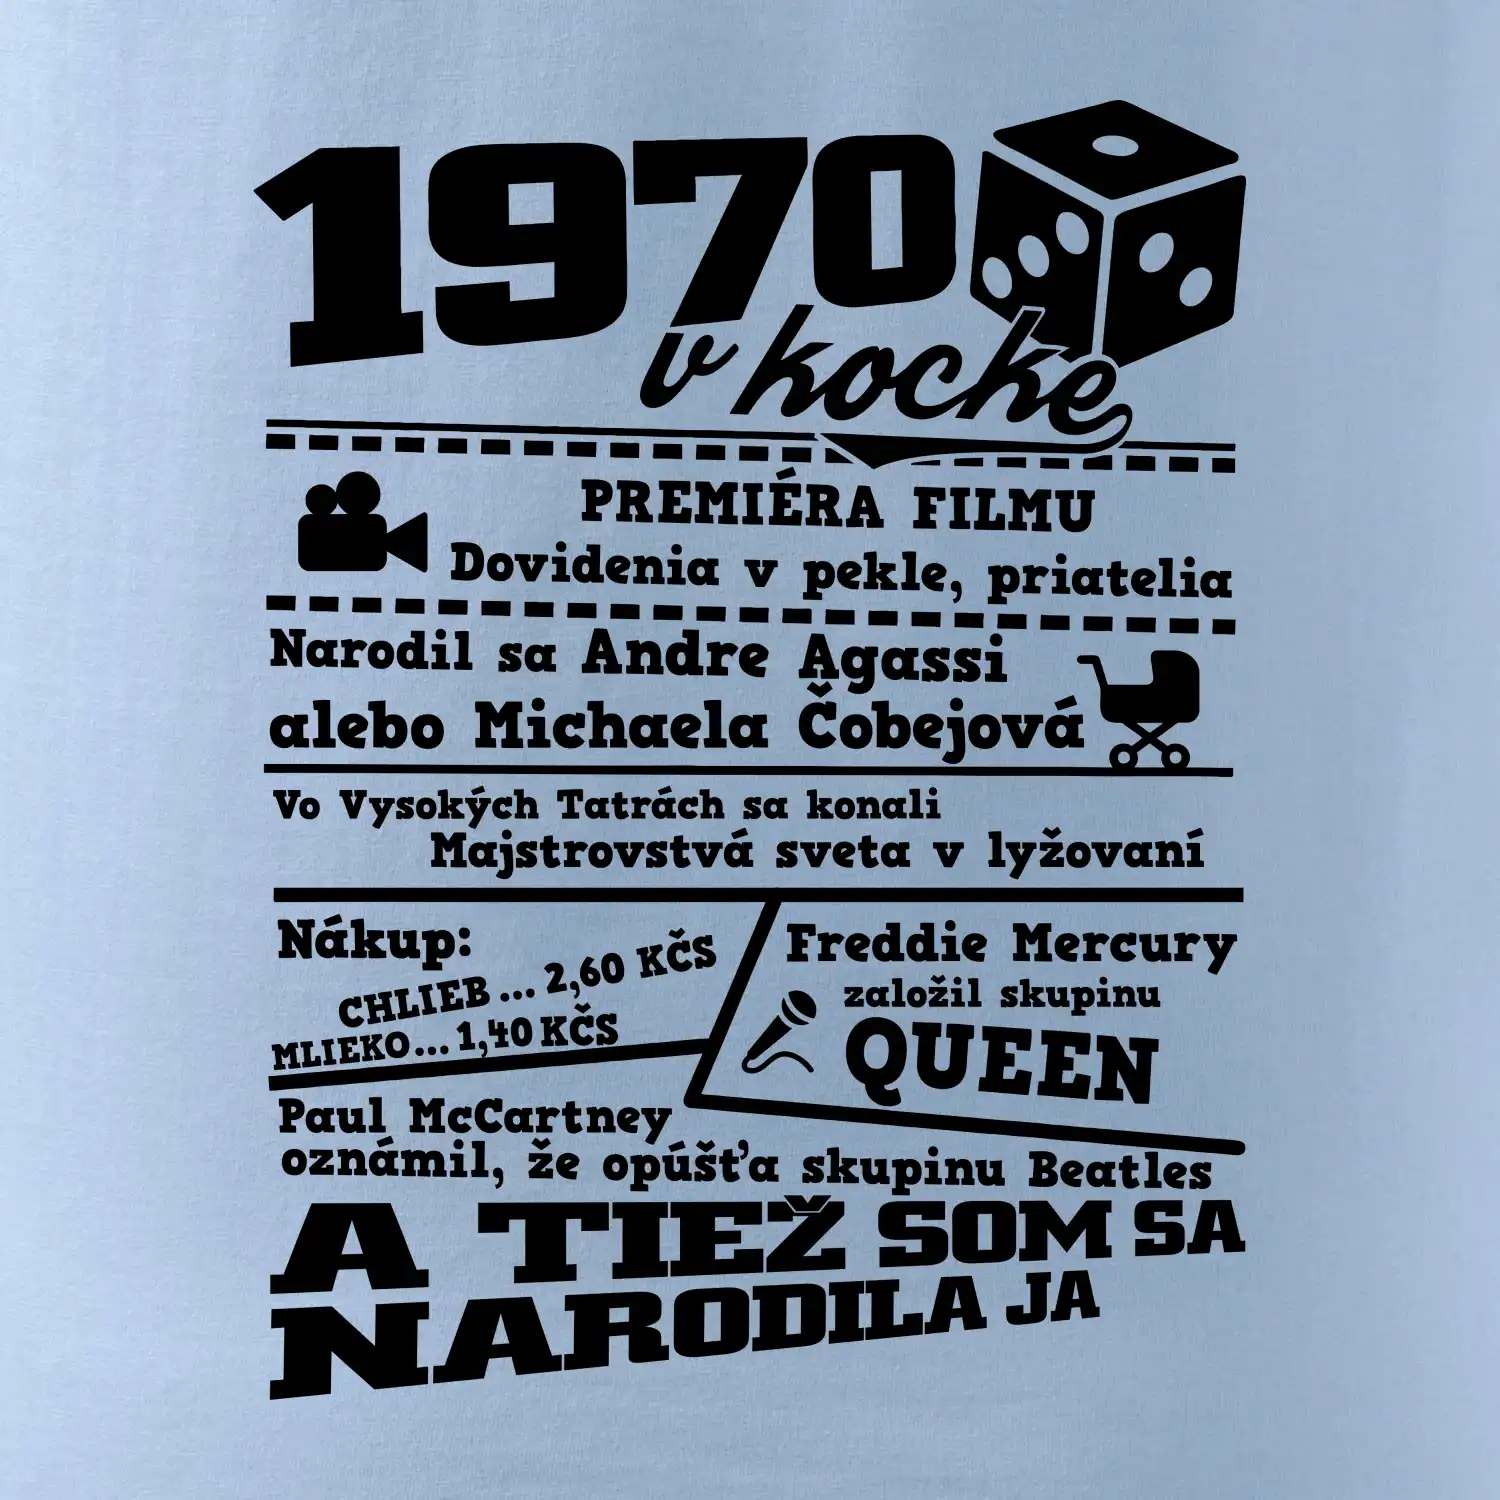 1970
v kocke
PREMIÉRA FILMU
Dovidenia v pekle, priatelia
Narodil sa Andre Agassi
alebo Michaela Čobejová
Vo Vysokých Tatrách sa konali
Majstrovstvá sveta v lyžovaní
Nákup:
CHLIEB ... 2,60 KČS
MLIEKO... 1,40 KČS
Freddie Mercury
založil skupinu
QUEEN
Paul McCartney
oznámil, že opúšťa skupinu Beatles
A TIEŽ SOM SA
NARODILA JA